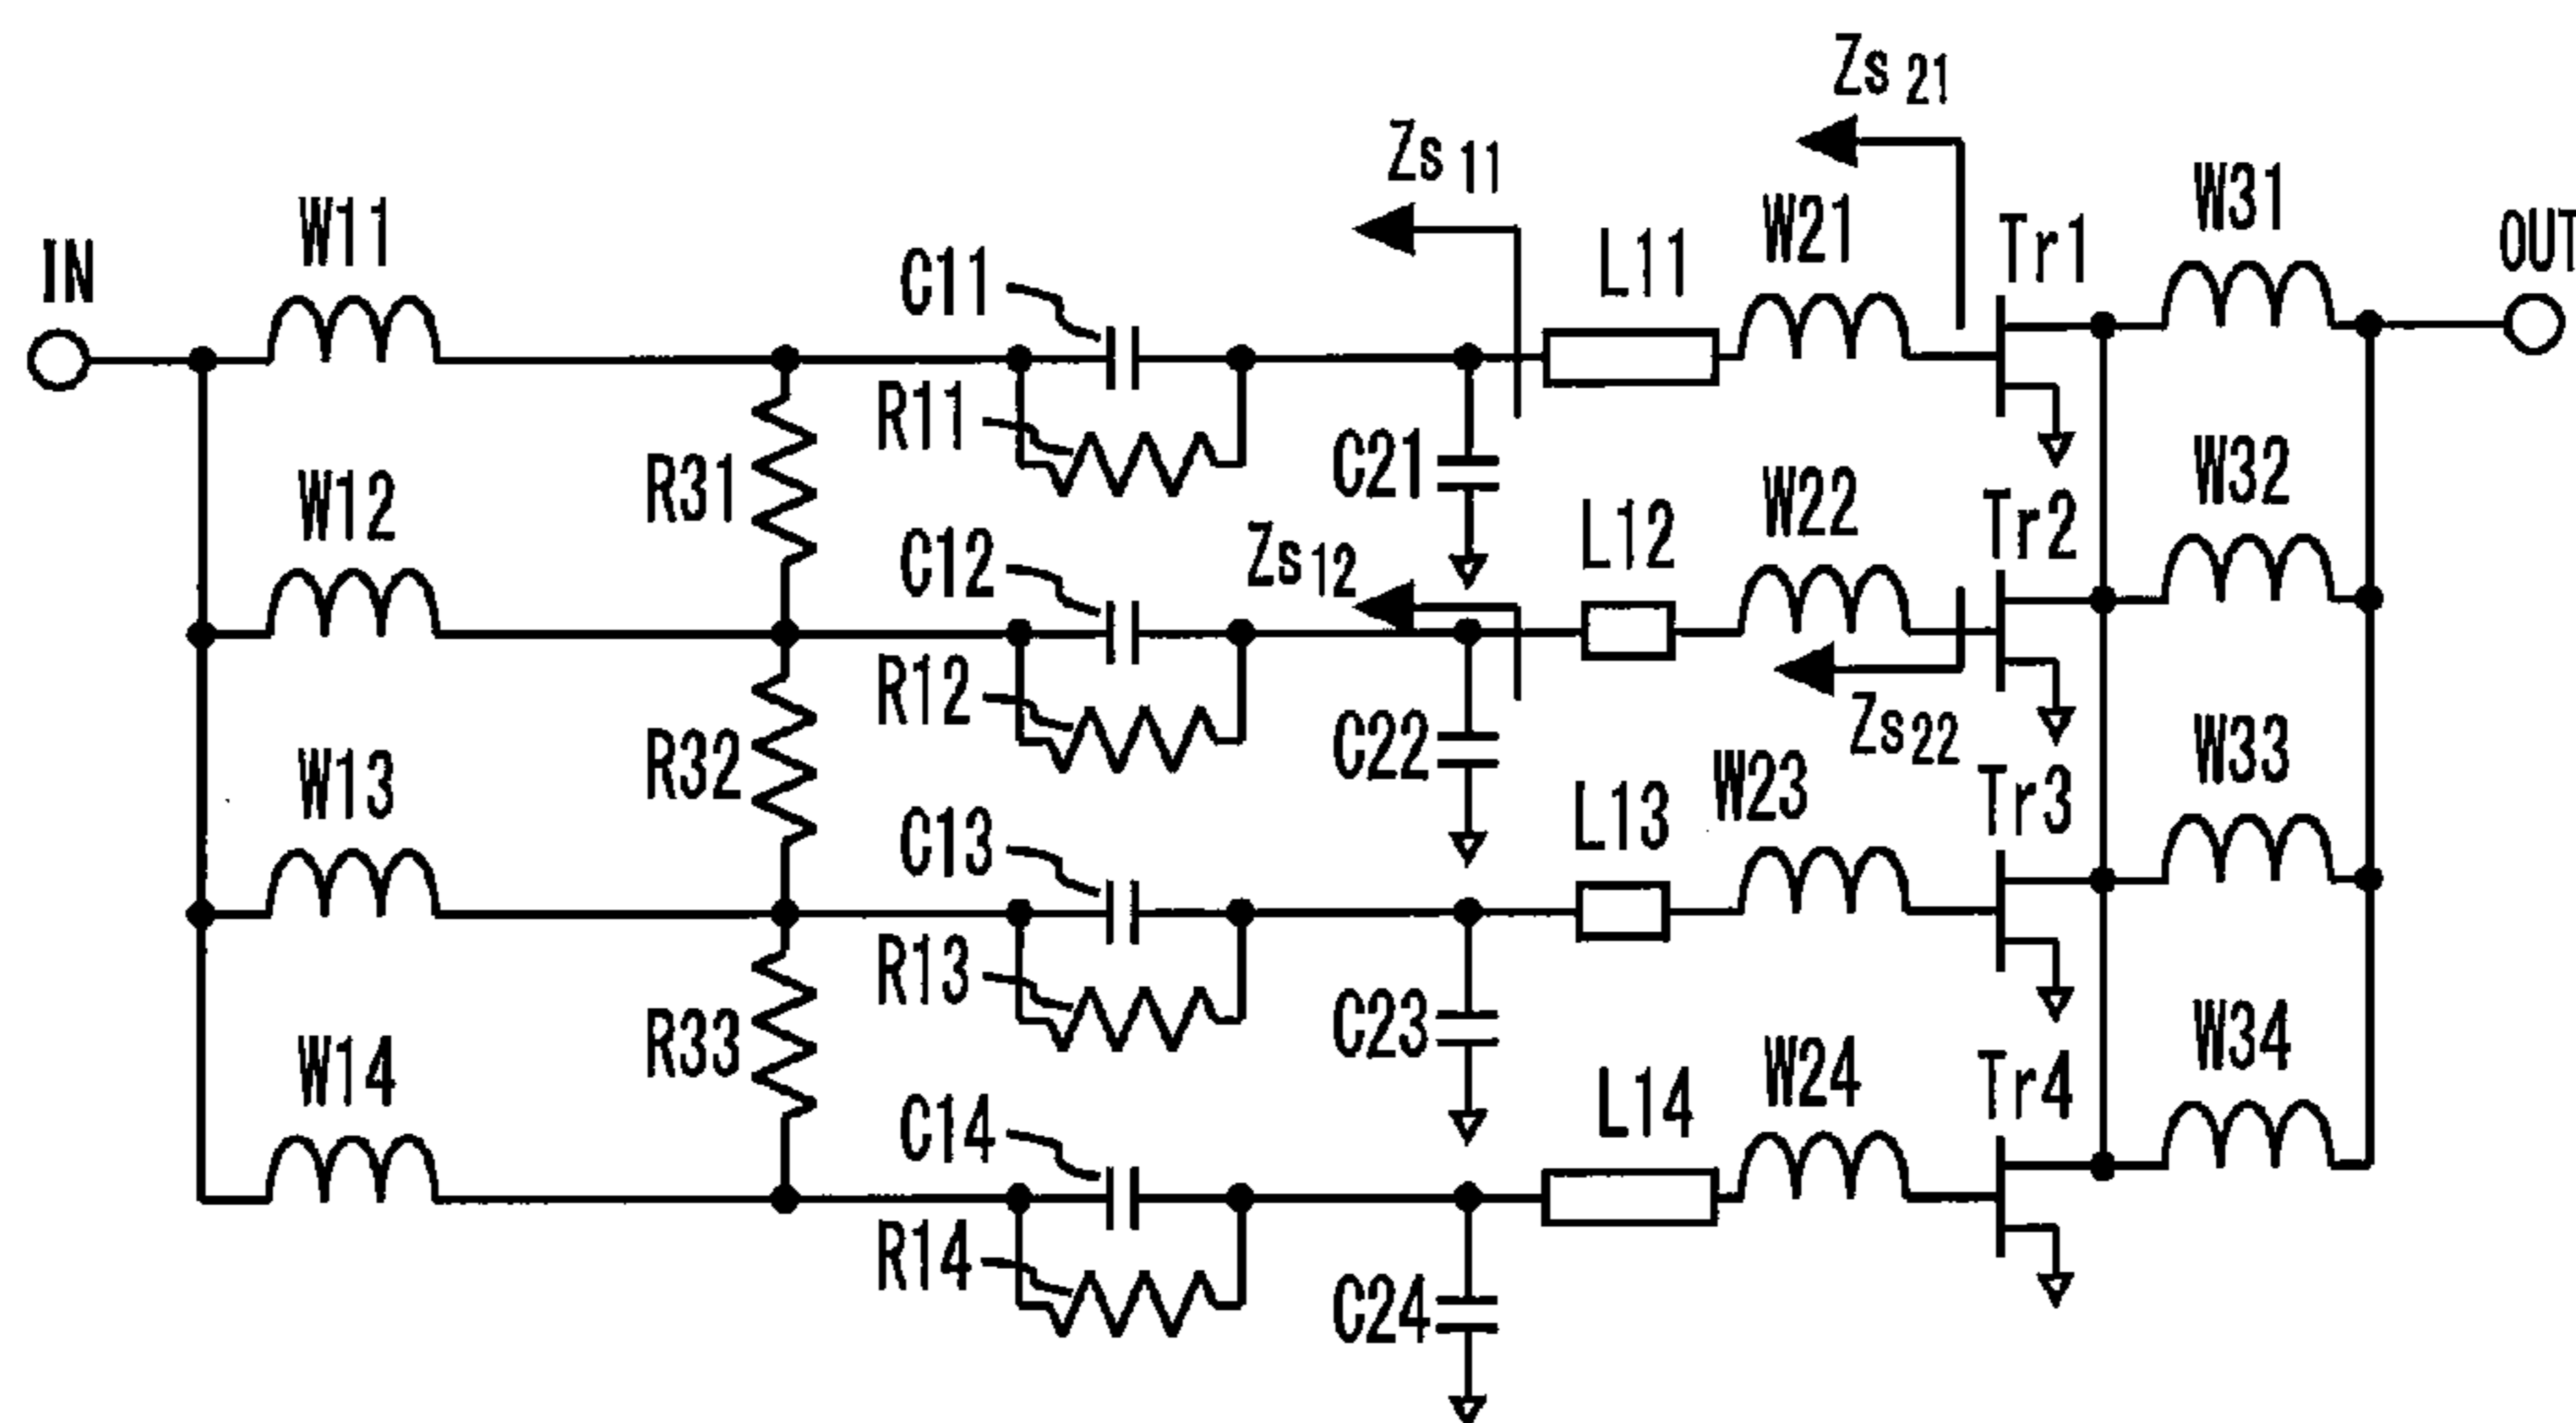 IN
W11
C11
R11
Zs 11
L11
W21
Zs 21
Tr1
W31
OUT
C21
R31
W12
C12
R12
Zs12
L12
W22
Zs22
Tr2
W32
C22
R32
W13
C13
R13
L13
W23
Tr3
W33
C23
R33
W14
C14
R14
L14
W24
Tr4
W34
C24